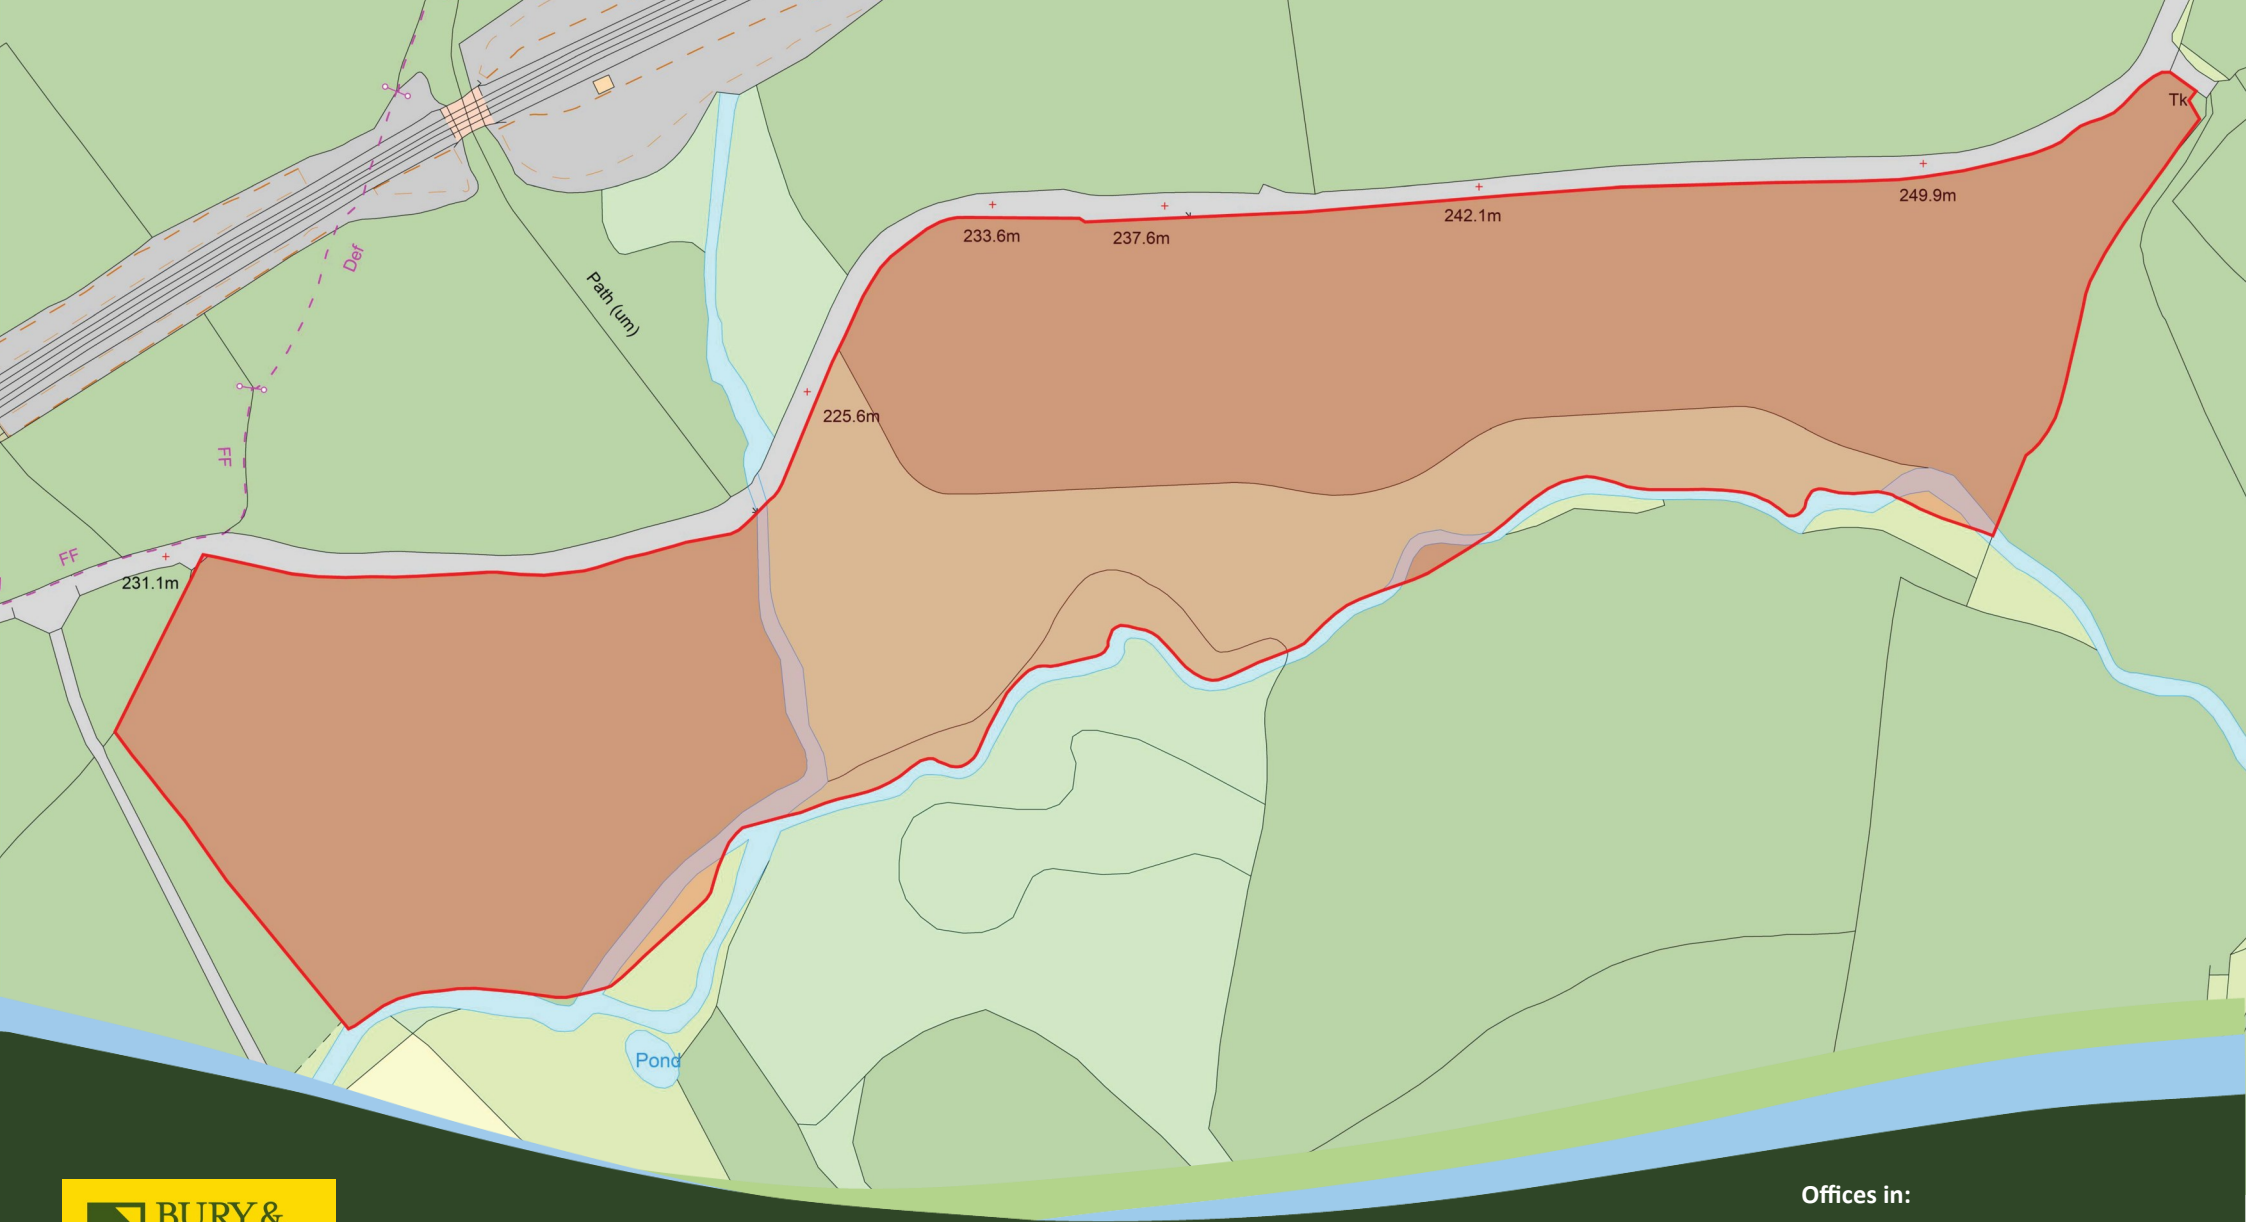 Tk
249.9m
242.1m
233.6m
237.6m
Def
Path (um)
225.6m
FF
FF
231.1m
Pond
Offices in:
BURY &